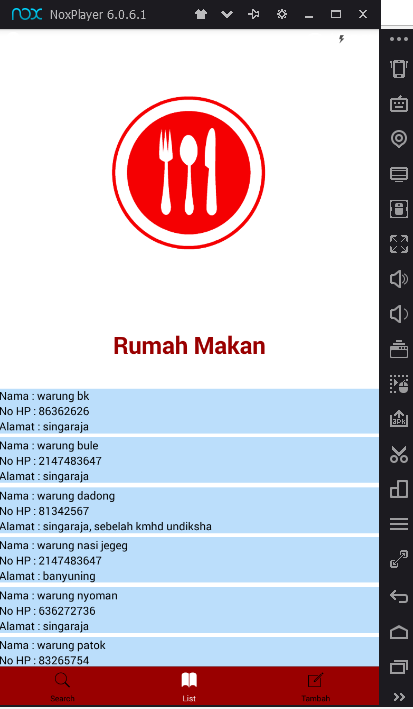 nox NoxPlayer 6.0.6.1
Rumah Makan
Nama : warung bk
No HP : 86362626
Alamat : singaraja
Nama : warung bule
No HP : 2147483647
Alamat : singaraja
Nama : warung dadong
No HP : 81342567
Alamat : singaraja, sebelah kmhd undiksha
Nama : warung nasi jegeg
No HP : 2147483647
Alamat : banyuning
Nama : warung nyoman
No HP : 636272736
Alamat : singaraja
Nama : warung patok
No HP : 83265754
Search List Tambah